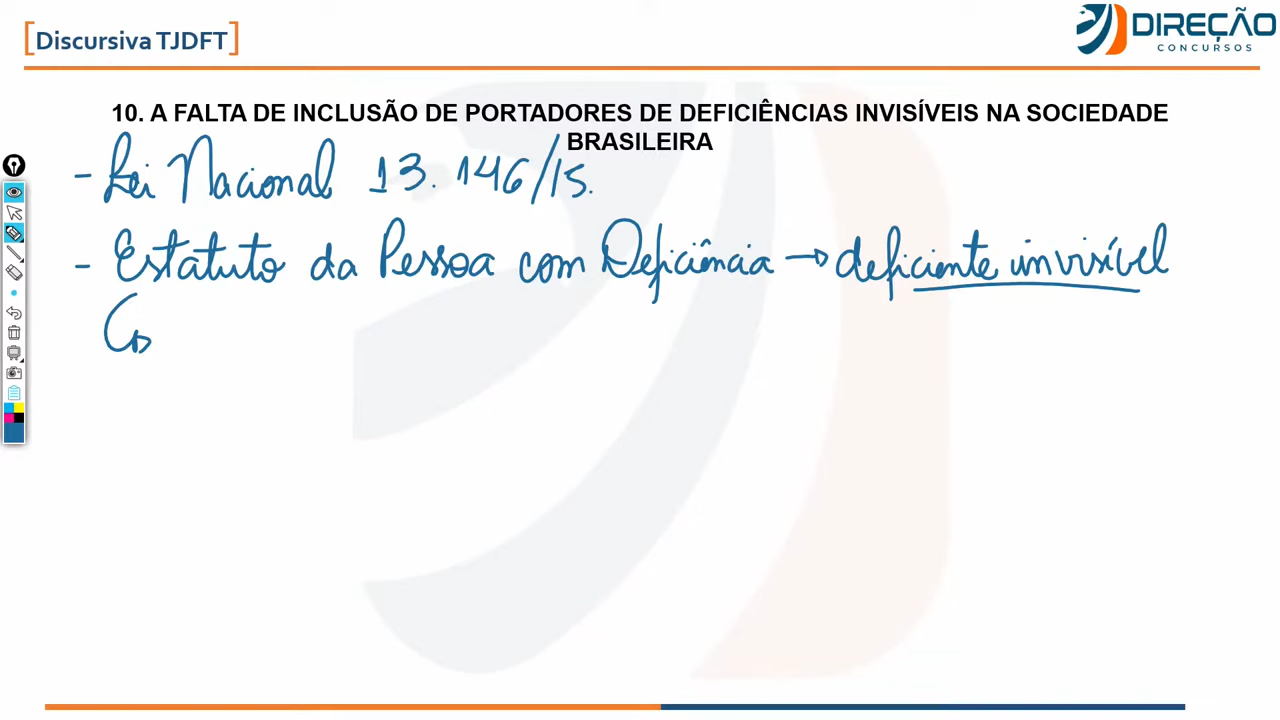 [Discursiva TJDFT]
DIREÇÃO
CONCURSOS
10. A FALTA DE INCLUSÃO DE PORTADORES DE DEFICIÊNCIAS INVISÍVEIS NA SOCIEDADE
BRASILEIRA
- Lei Nacional 13.146/15.
- Estatuto da Pessoa com Deficiência → deficiente invisível